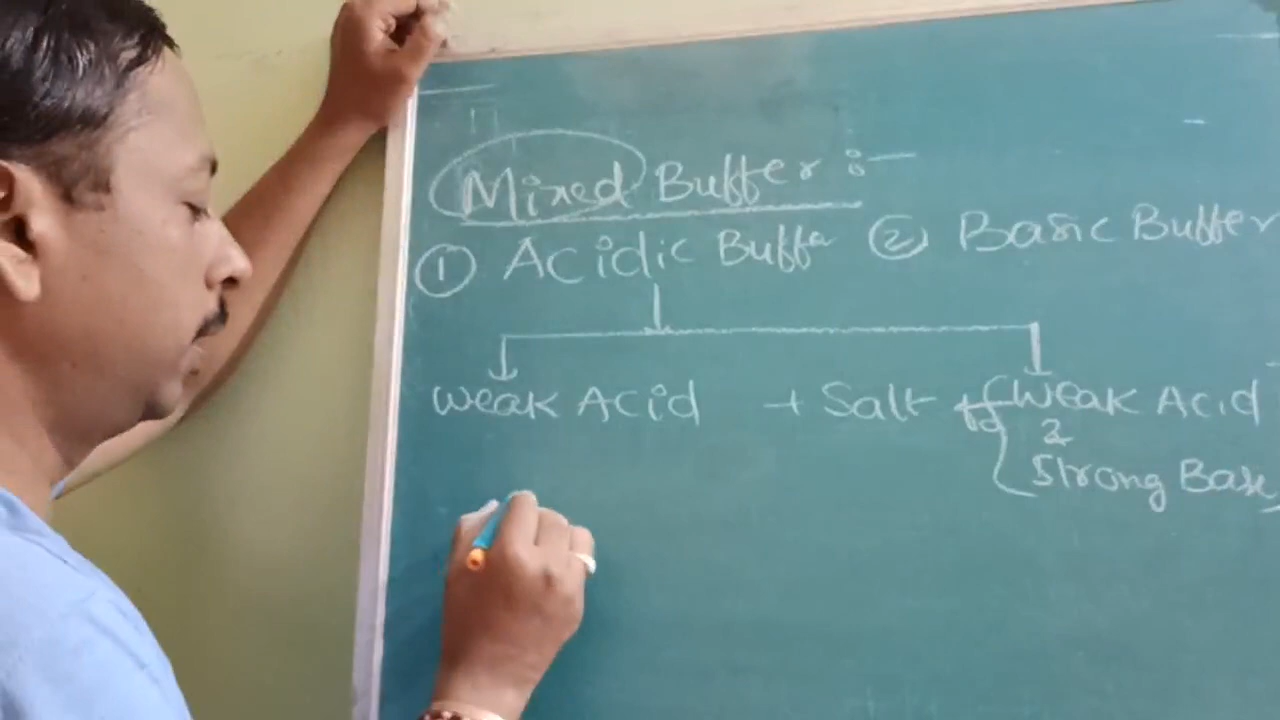 Mixed Buffer :-
① Acidic Buffer ② Basic Buffer
Weak Acid + Salt of (Weak Acid
&
Strong Base)